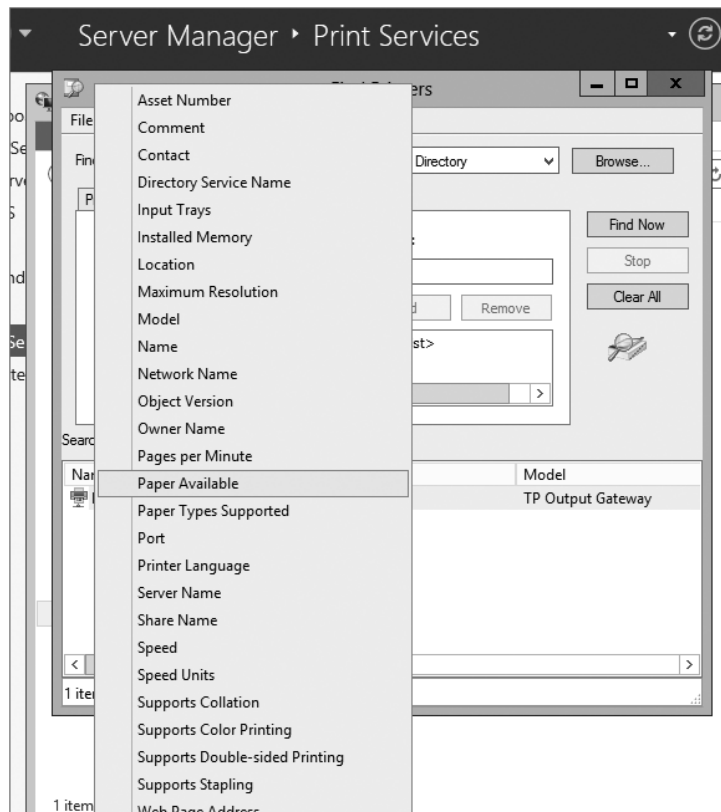 Server Manager ‣ Print Services
File
Directory
Browse...
Find Now
Stop
Clear All
Remove
Model
TP Output Gateway
Asset Number
Comment
Contact
Directory Service Name
Input Trays
Installed Memory
Location
Maximum Resolution
Model
Name
Network Name
Object Version
Owner Name
Pages per Minute
Paper Available
Paper Types Supported
Port
Printer Language
Server Name
Share Name
Speed
Speed Units
Supports Collation
Supports Color Printing
Supports Double-sided Printing
Supports Stapling
Web Page Address
1 item